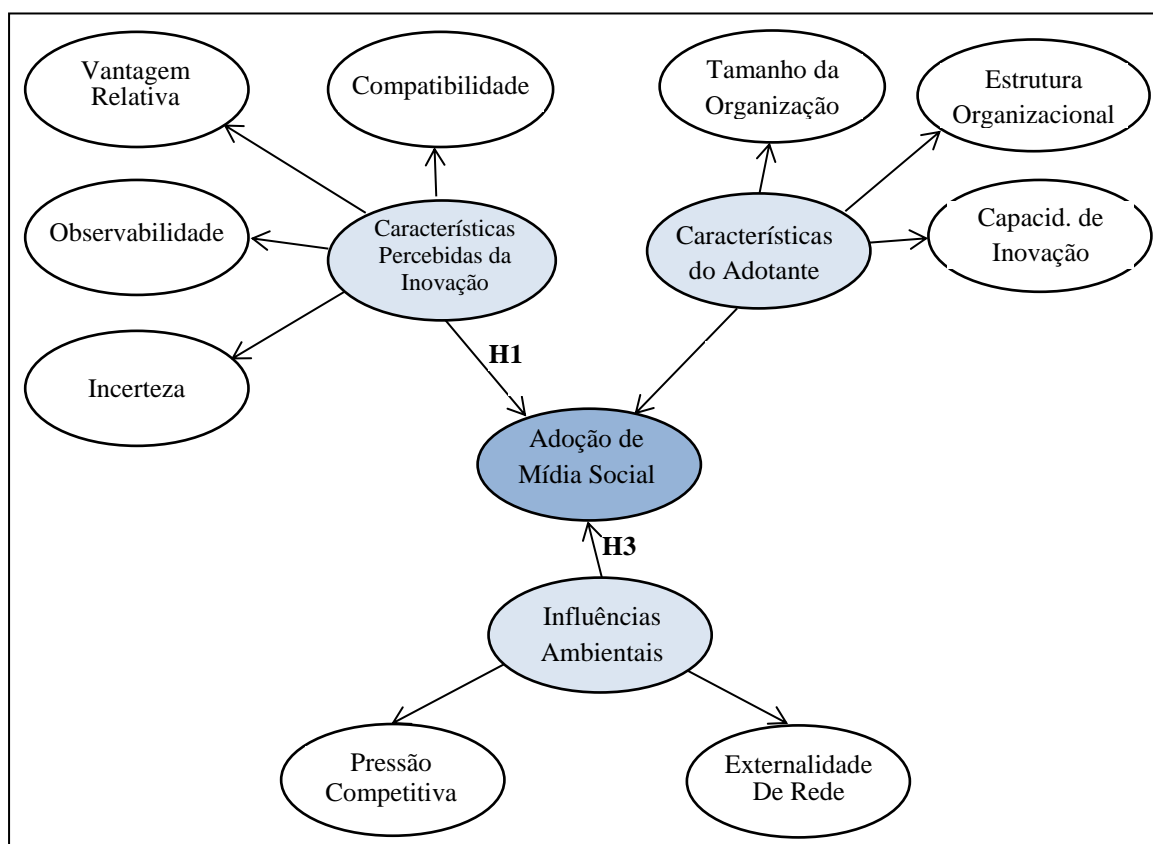 Vantagem
Relativa
Compatibilidade
Tamanho da
Organização
Estrutura
Organizacional
Observabilidade
Características
Percebidas da
Inovação
Características
do Adotante
Capacid. de
Inovação
Incerteza
H1
Adoção de
Mídia Social
H3
Influências
Ambientais
Pressão
Competitiva
Externalidade
De Rede